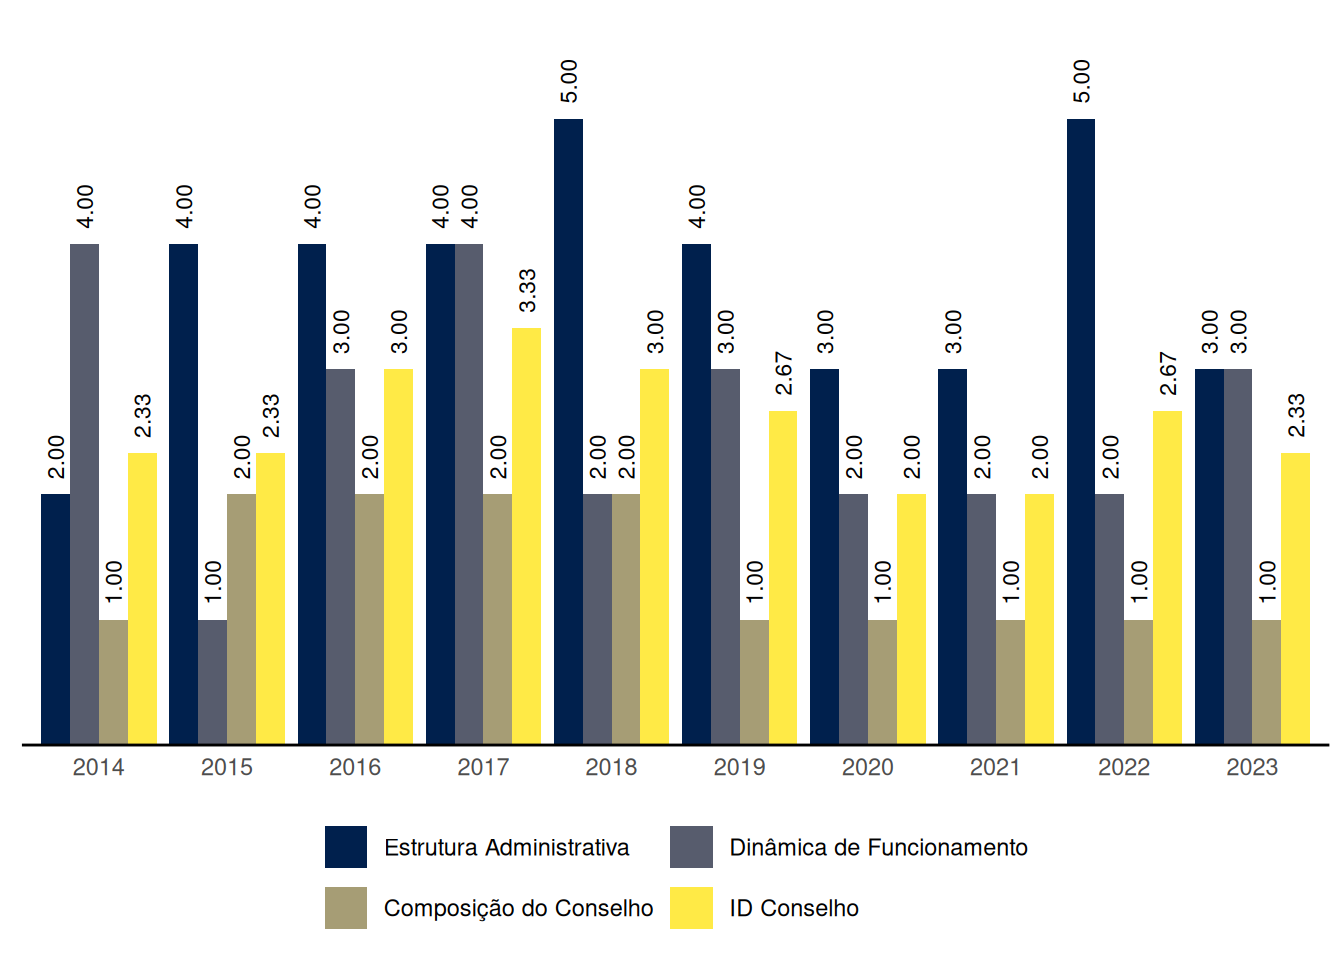 5.00 5.00
4.00 4.00 4.00 4.00 4.00 4.00
3.33
3.00 3.00 3.00 3.00 3.00 3.00 3.00 3.00
2.67 2.67
2.33 2.33 2.33
2.00 2.00 2.00 2.00 2.00 2.00 2.00 2.00 2.00 2.00 2.00
1.00 1.00 1.00 1.00 1.00 1.00 1.00
2014 2015 2016 2017 2018 2019 2020 2021 2022 2023
Estrutura Administrativa Dinâmica de Funcionamento
Composição do Conselho ID Conselho